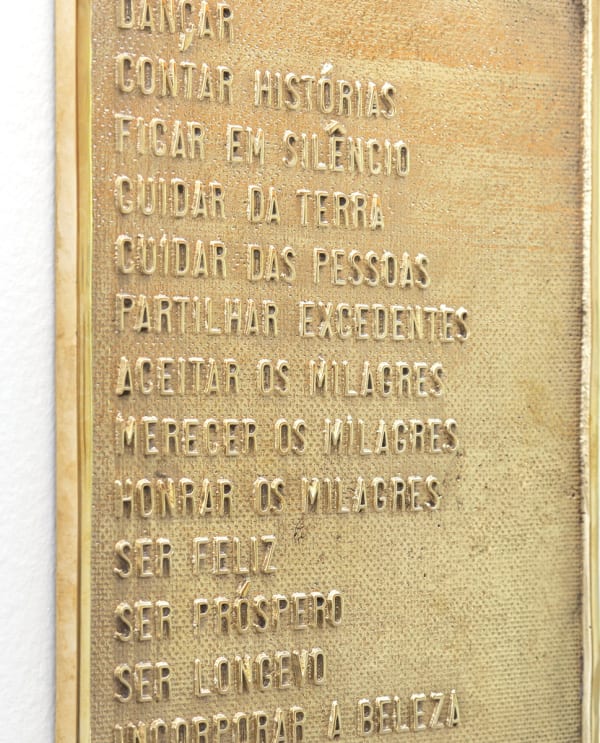 DANÇAR
CONTAR HISTÓRIAS
FICAR EM SILÊNCIO
CUIDAR DA TERRA
CUIDAR DAS PESSOAS
PARTILHAR EXCEDENTES
ACEITAR OS MILAGRES
MERECER OS MILAGRES
HONRAR OS MILAGRES
SER FELIZ
SER PRÓSPERO
SER LONGEVO
INCORPORAR A BELEZA